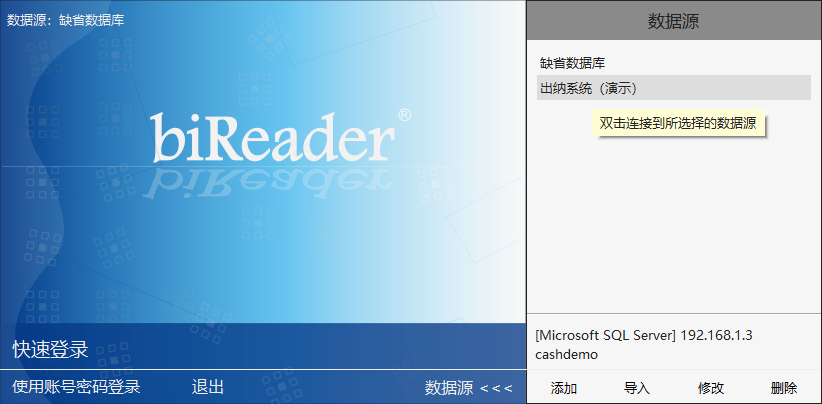 数据源：缺省数据库
biReader®
快速登录
使用账号密码登录
退出
数据源 <<<
数据源
缺省数据库
出纳系统（演示）
双击连接到所选择的数据源
[Microsoft SQL Server] 192.168.1.3
cashdemo
添加
导入
修改
删除